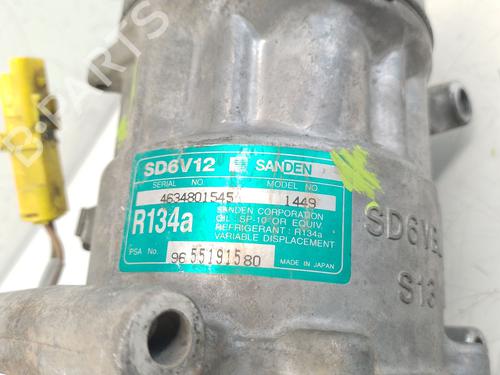 B-PARTS
SD6V12 SANDEN
SERIAL NO. MODEL NO.
4634801545 1449
R134a
SANDEN CORPORATION
OIL: SP-10 OR EQUIV.
REFRIGERANT: R134a
VARIABLE DISPLACEMENT
PSA No. 96 551915 80
MADE IN JAPAN
S13